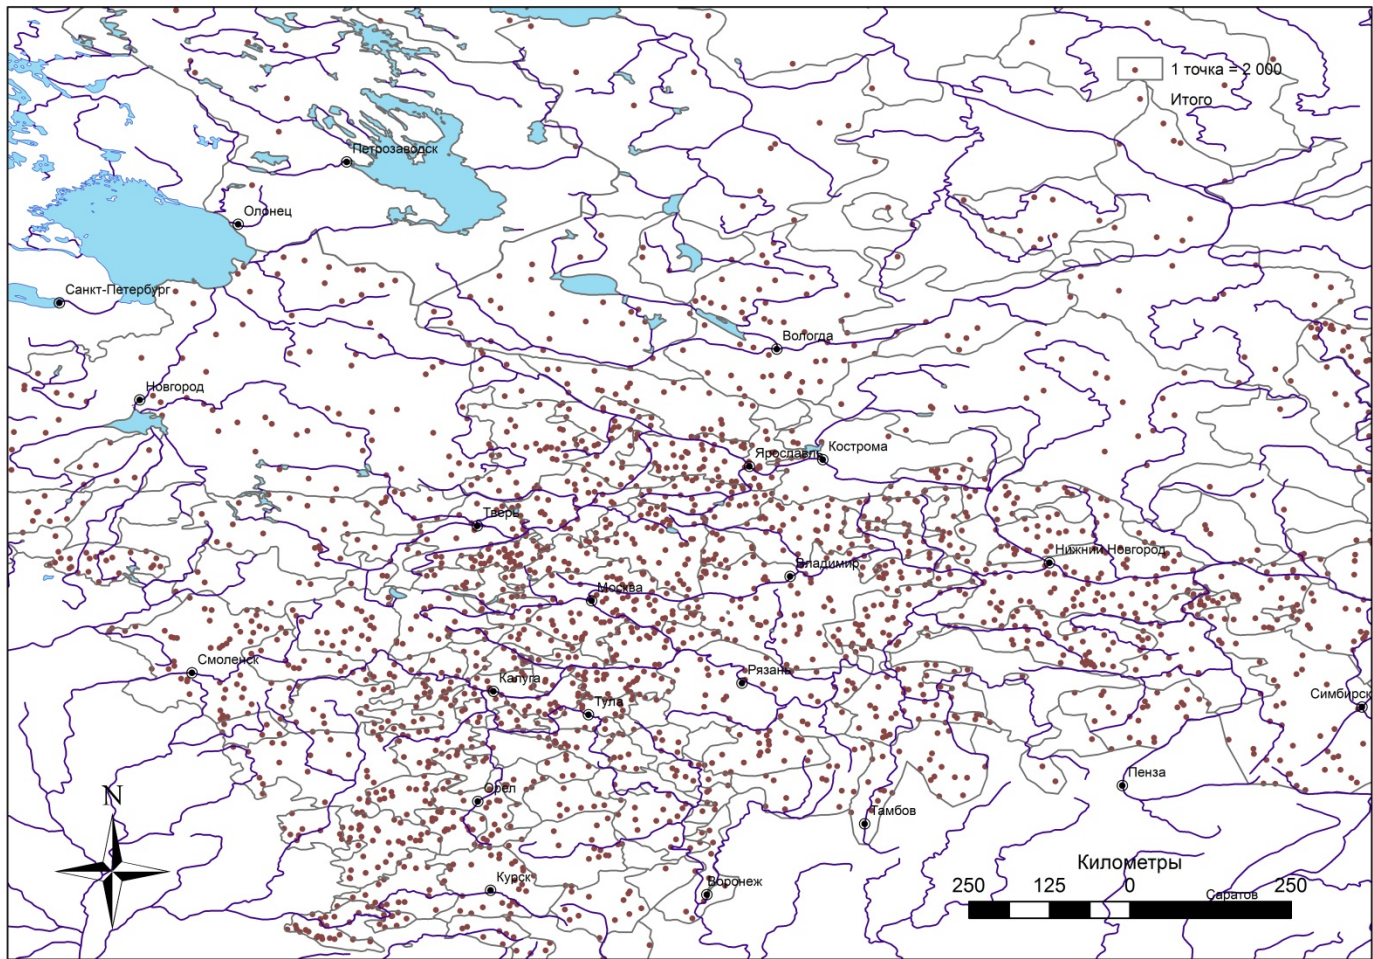 1 точка = 2 000
Итого
Петрозаводск
Олонец
Санкт-Петербург
Вологда
Новгород
Ярославль
Кострома
Тверь
Нижний Новгород
Владимир
Москва
Смоленск
Рязань
Калуга
Симбирск
Тула
Пенза
Орел
N
Тамбов
Километры
Курск
Воронеж
250 125 0 250
Саратов